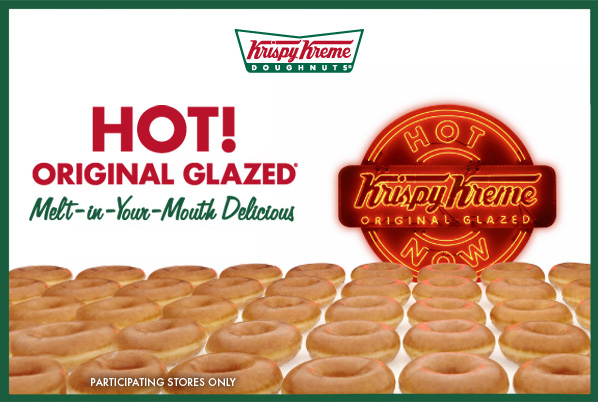 Krispy Kreme
DOUGHNUTS®
HOT!
ORIGINAL GLAZED®
Melt-in-Your-Mouth Delicious
HOT
Krispy Kreme
ORIGINAL GLAZED
NOW
PARTICIPATING STORES ONLY